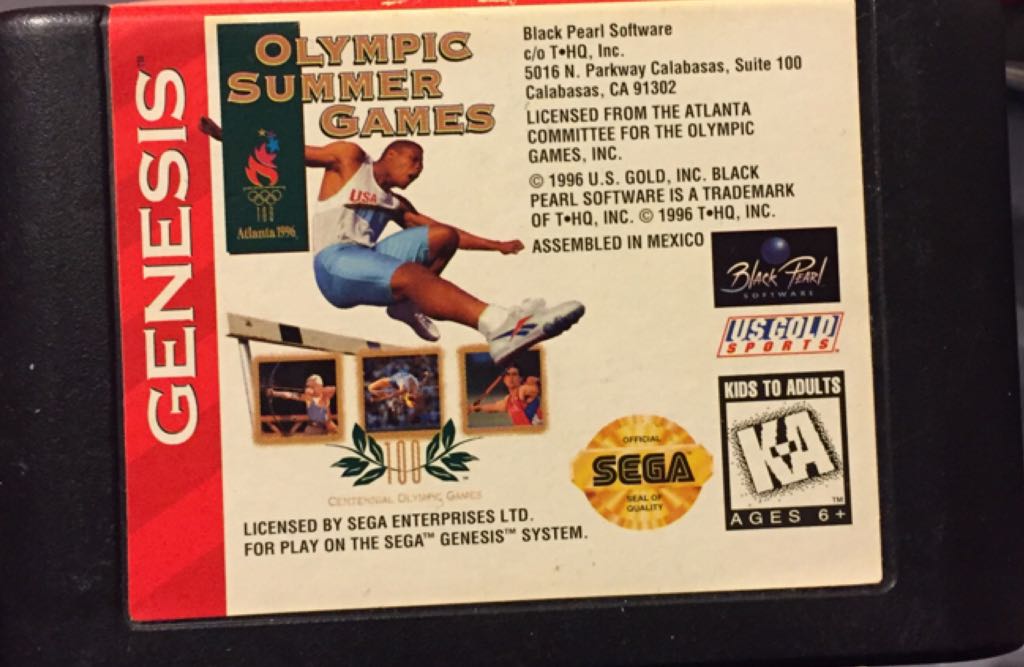 GENESIS™
OLYMPIC
SUMMER
GAMES
Atlanta 1996
100
USA
Black Pearl Software
c/o T•HQ, Inc.
5016 N. Parkway Calabasas, Suite 100
Calabasas, CA 91302
LICENSED FROM THE ATLANTA
COMMITTEE FOR THE OLYMPIC
GAMES, INC.
© 1996 U.S. GOLD, INC. BLACK
PEARL SOFTWARE IS A TRADEMARK
OF T•HQ, INC. © 1996 T•HQ, INC.
ASSEMBLED IN MEXICO
BLACK PEARL
SOFTWARE
US GOLD
SPORTS
KIDS TO ADULTS
K-A
™
AGES 6+
OFFICIAL
SEGA
SEAL OF
QUALITY
100™
CENTENNIAL OLYMPIC GAMES
LICENSED BY SEGA ENTERPRISES LTD.
FOR PLAY ON THE SEGA™ GENESIS™ SYSTEM.